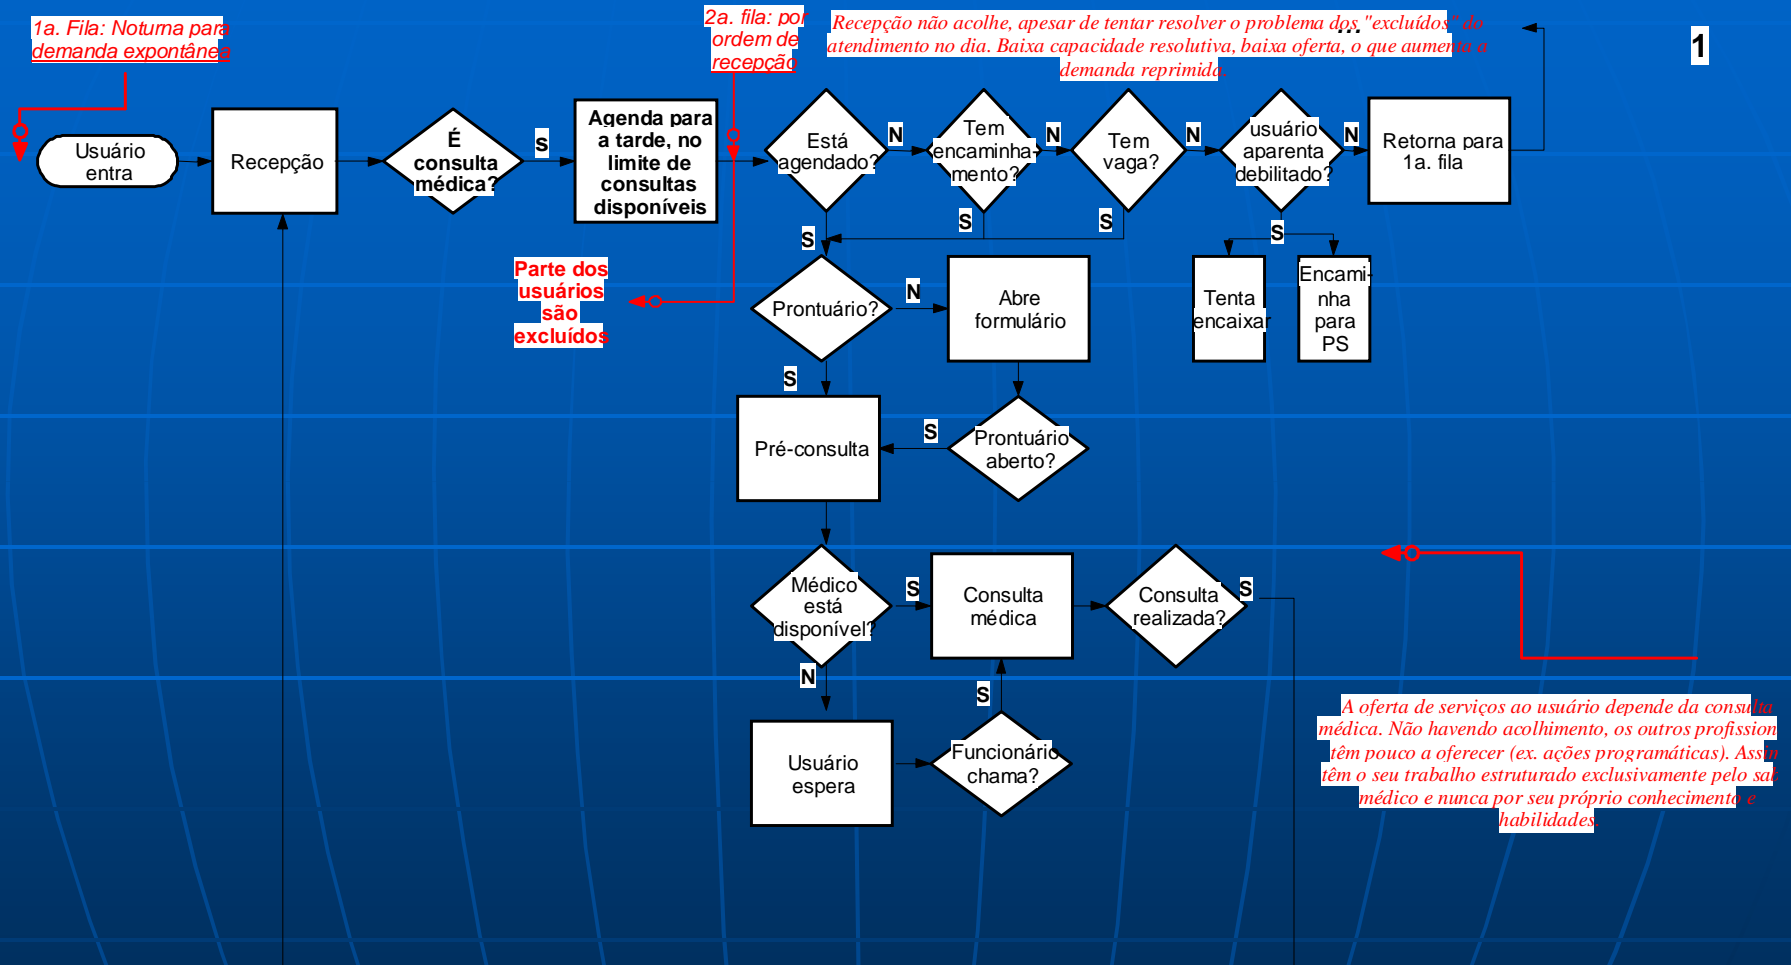 1a. Fila: Noturna para
demanda expontânea
2a. fila: por
ordem de
recepção
Recepção não acolhe, apesar de tentar resolver o problema dos "excluídos" do
atendimento no dia. Baixa capacidade resolutiva, baixa oferta, o que aumenta a
demanda reprimida.
...
1
Usuário
entra
Recepção
É
consulta
médica?
s
Agenda para
a tarde, no
limite de
consultas
disponíveis
Está
agendado?
N
Tem
encaminha-
mento?
N
Tem
vaga?
N
usuário
aparenta
debilitado?
N
Retorna para
1a. fila
S
S
S
S
Parte dos
usuários
são
excluídos
Prontuário?
N
Abre
formulário
Tenta
encaixar
Encami-
nha
para
PS
S
Pré-consulta
S
Prontuário
aberto?
Médico
está
disponível?
S
Consulta
médica
Consulta
realizada?
S
N
S
Usuário
espera
Funcionário
chama?
A oferta de serviços ao usuário depende da consulta
médica. Não havendo acolhimento, os outros profission
têm pouco a oferecer (ex. ações programáticas). Assin
têm o seu trabalho estruturado exclusivamente pelo sab
médico e nunca por seu próprio conhecimento e
habilidades.